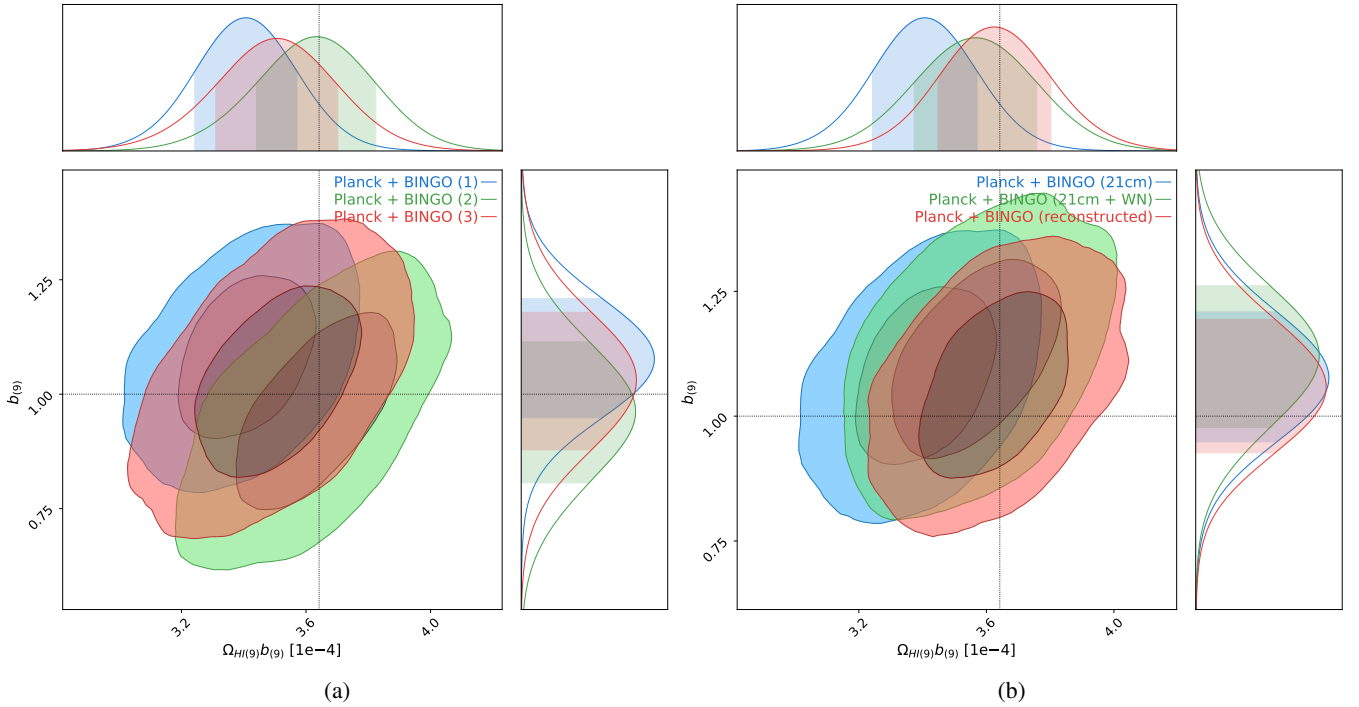 Planck + BINGO (1)
Planck + BINGO (2)
Planck + BINGO (3)
1.25
1.00
0.75
b(9)
3.2
3.6
4.0
ΩHI(9)b(9) [1e−4]
(a)
Planck + BINGO (21cm)
Planck + BINGO (21cm + WN)
Planck + BINGO (reconstructed)
1.25
1.00
0.75
b(9)
3.2
3.6
4.0
ΩHI(9)b(9) [1e−4]
(b)